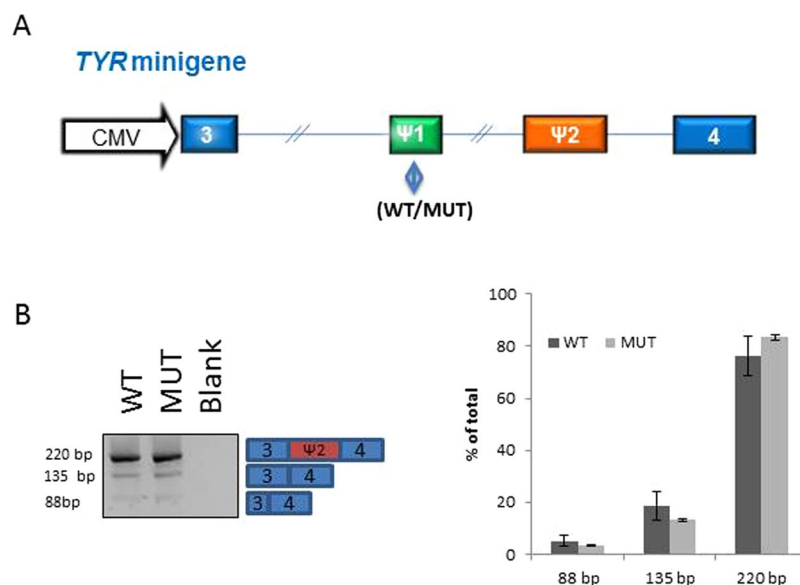 A
TYR minigene
CMV
3
Ψ1
Ψ2
4
(WT/MUT)
B
WT
MUT
Blank
220 bp
135 bp
88bp
3 Ψ2 4
3 4
3 4
% of total
100
80
60
40
20
0
WT MUT
88 bp 135 bp 220 bp